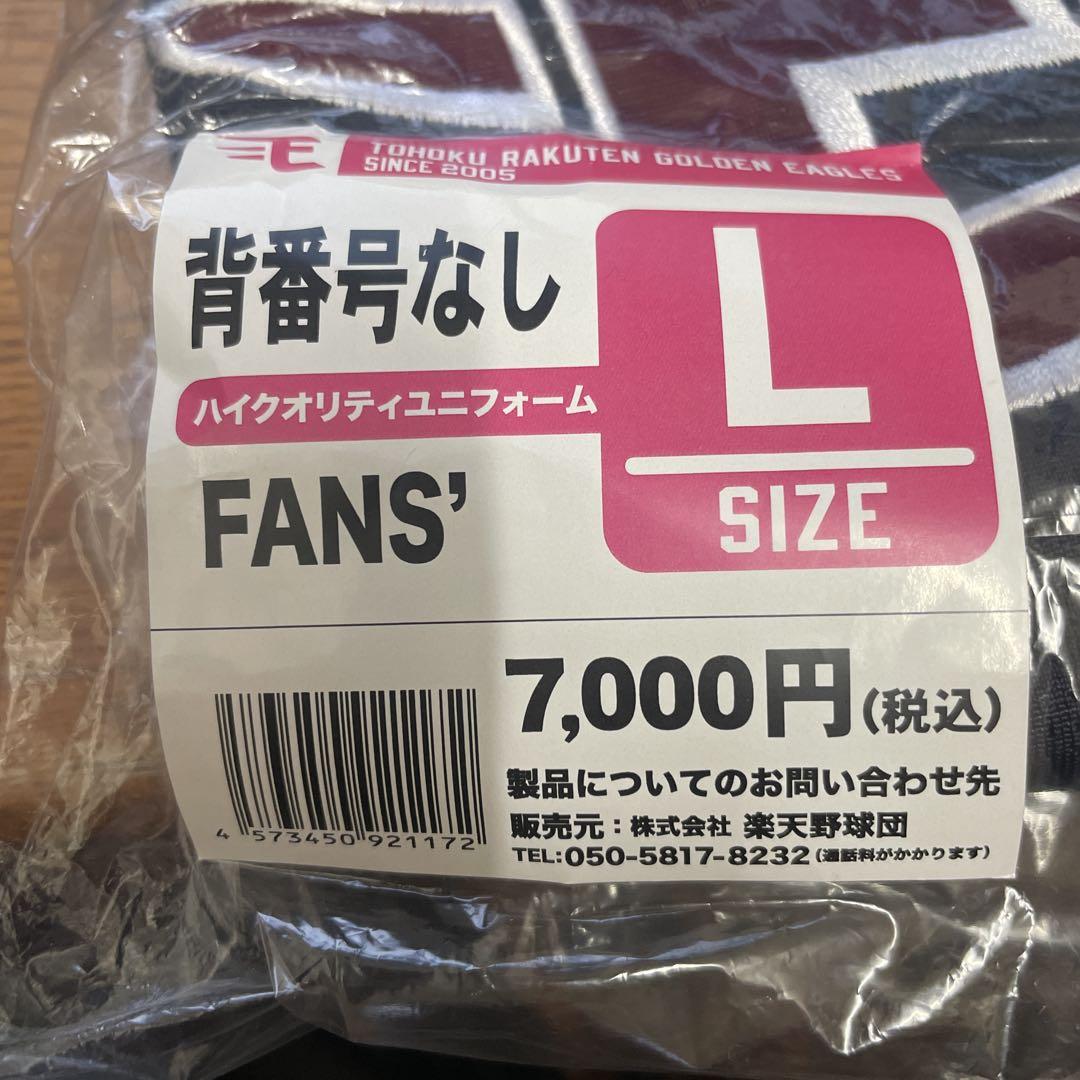 TOHOKU RAKUTEN GOLDEN EAGLES
SINCE 2005
背番号なし
ハイクオリティユニフォーム
FANS’
L
SIZE
7,000円(税込)
製品についてのお問い合わせ先
販売元:株式会社 楽天野球団
TEL:050-5817-8232(通話料がかかります)
4 573450 921172